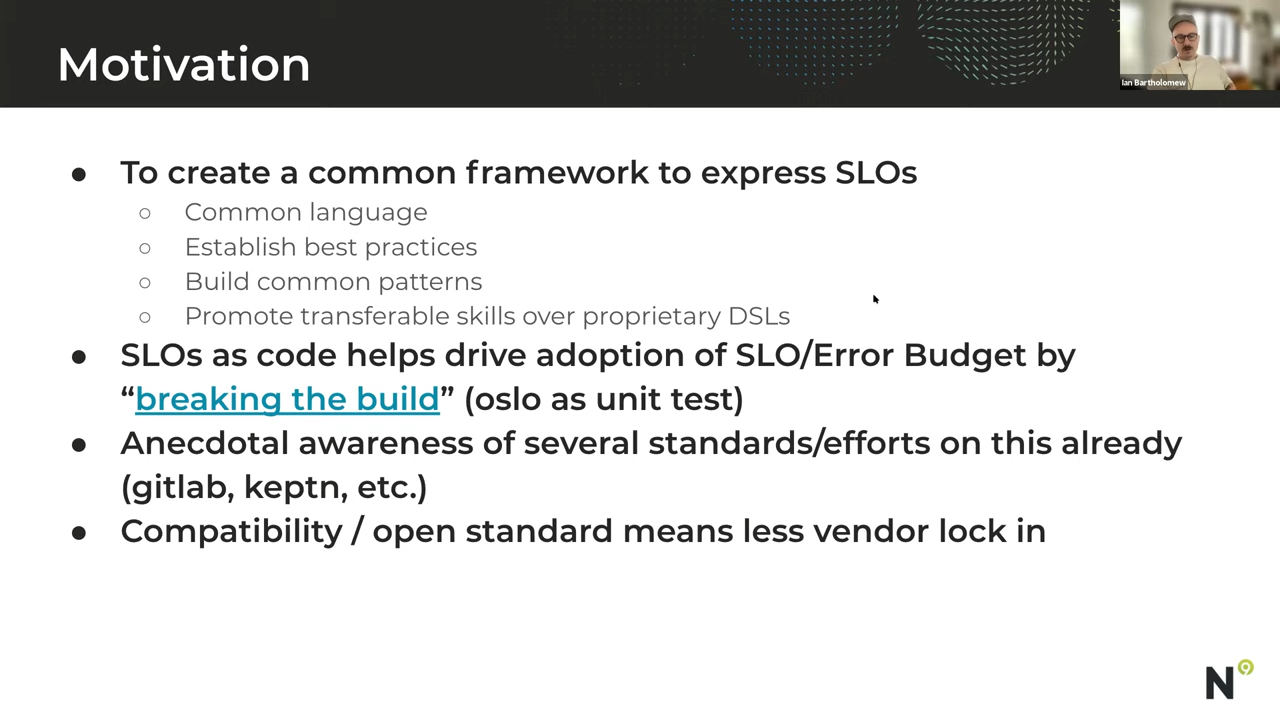 Motivation
Ian Bartholomew
● To create a common framework to express SLOs
○ Common language
○ Establish best practices
○ Build common patterns
○ Promote transferable skills over proprietary DSLs
● SLOs as code helps drive adoption of SLO/Error Budget by
“breaking the build” (oslo as unit test)
● Anecdotal awareness of several standards/efforts on this already
(gitlab, keptn, etc.)
● Compatibility / open standard means less vendor lock in
N9